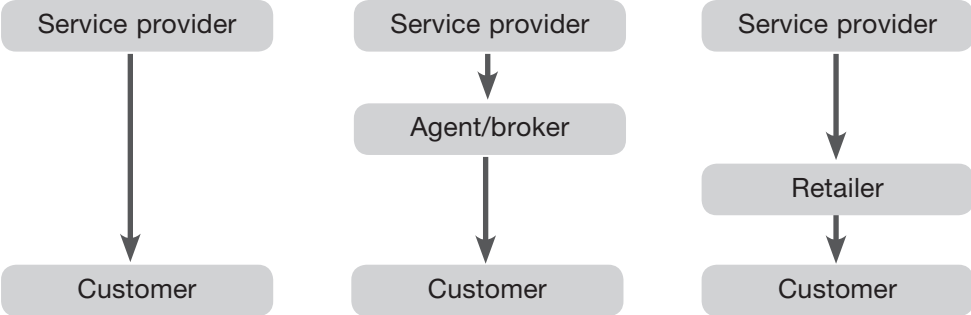 Service provider
Service provider
Service provider
Agent/broker
Retailer
Customer
Customer
Customer